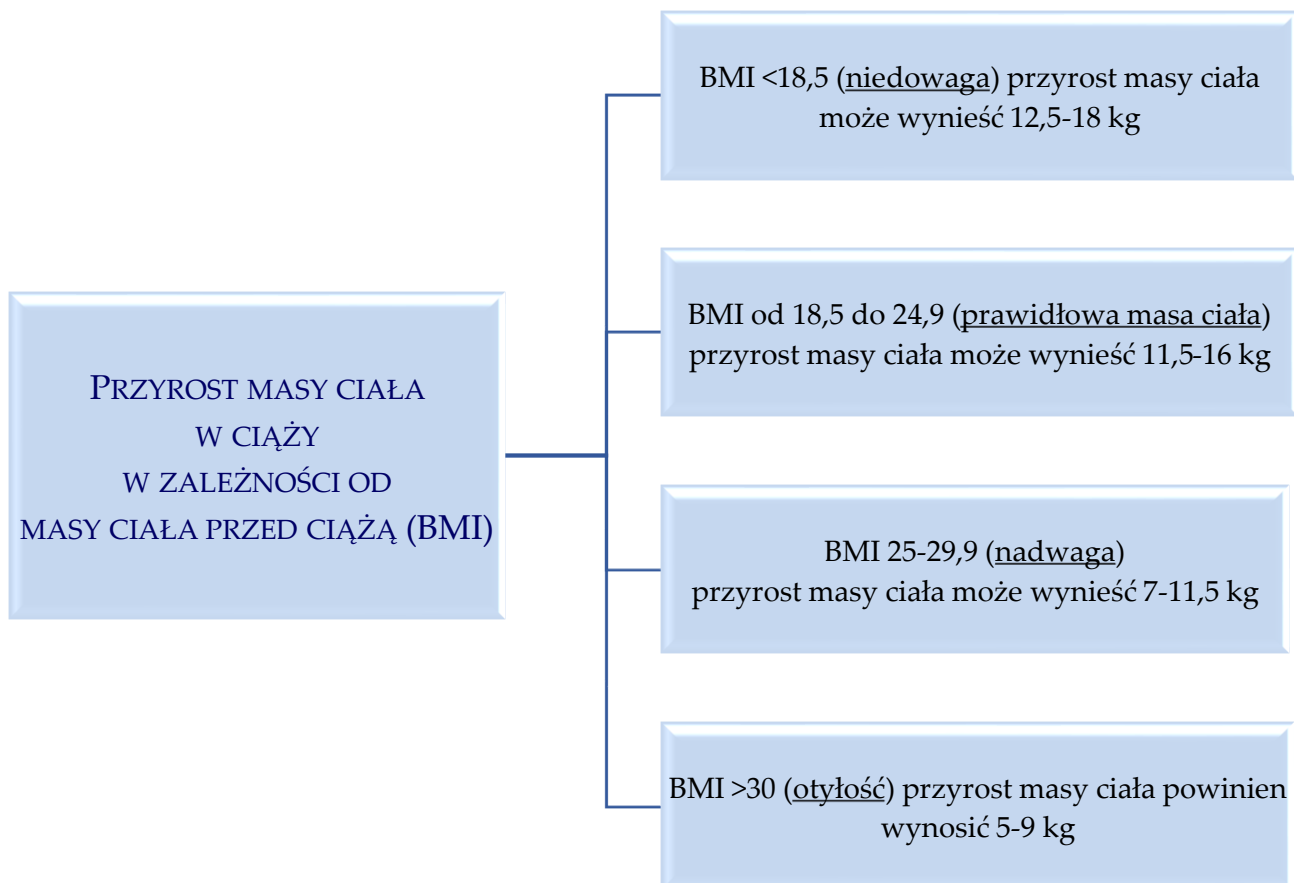 PRZYROST MASY CIAŁA
W CIĄŻY
W ZALEŻNOŚCI OD
MASY CIAŁA PRZED CIĄŻĄ (BMI)
BMI <18,5 (niedowaga) przyrost masy ciała
może wynieść 12,5-18 kg
BMI od 18,5 do 24,9 (prawidłowa masa ciała)
przyrost masy ciała może wynieść 11,5-16 kg
BMI 25-29,9 (nadwaga)
przyrost masy ciała może wynieść 7-11,5 kg
BMI >30 (otyłość) przyrost masy ciała powinien
wynosić 5-9 kg